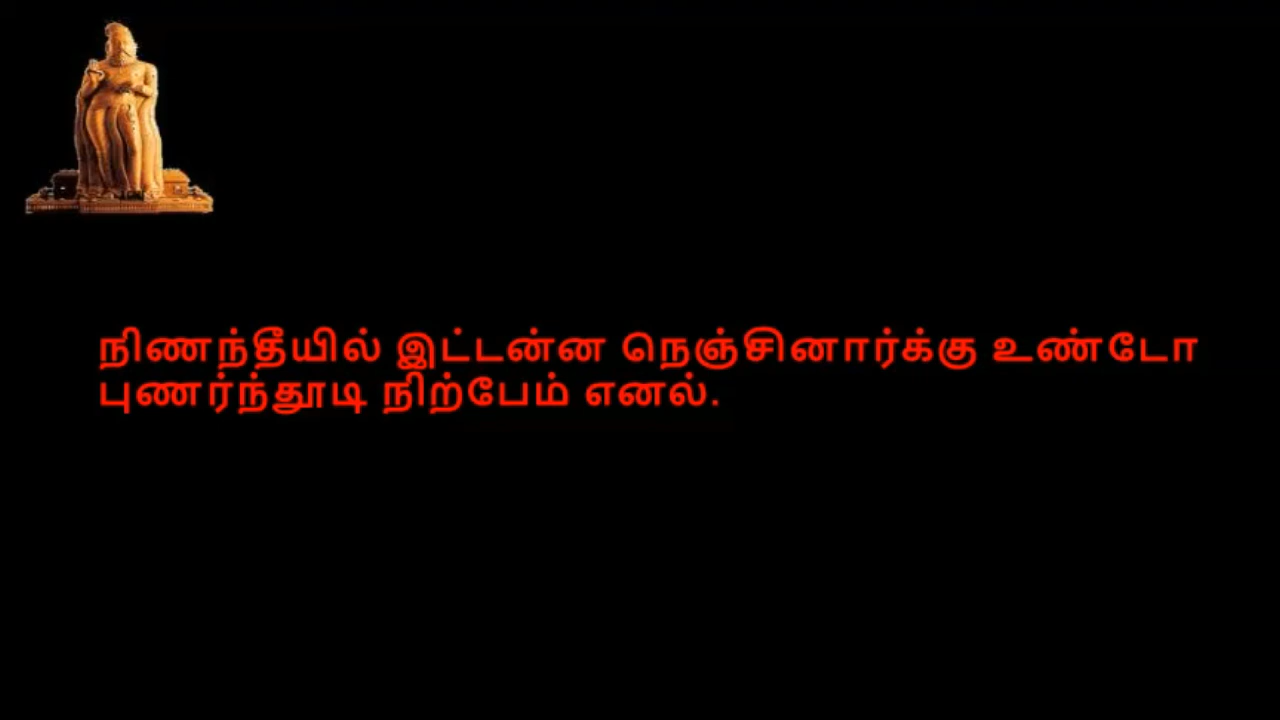 நிணந்தீயில் இட்டன்ன நெஞ்சினார்க்கு உண்டோ
புணர்ந்தூடி நிற்பேம் எனல்.